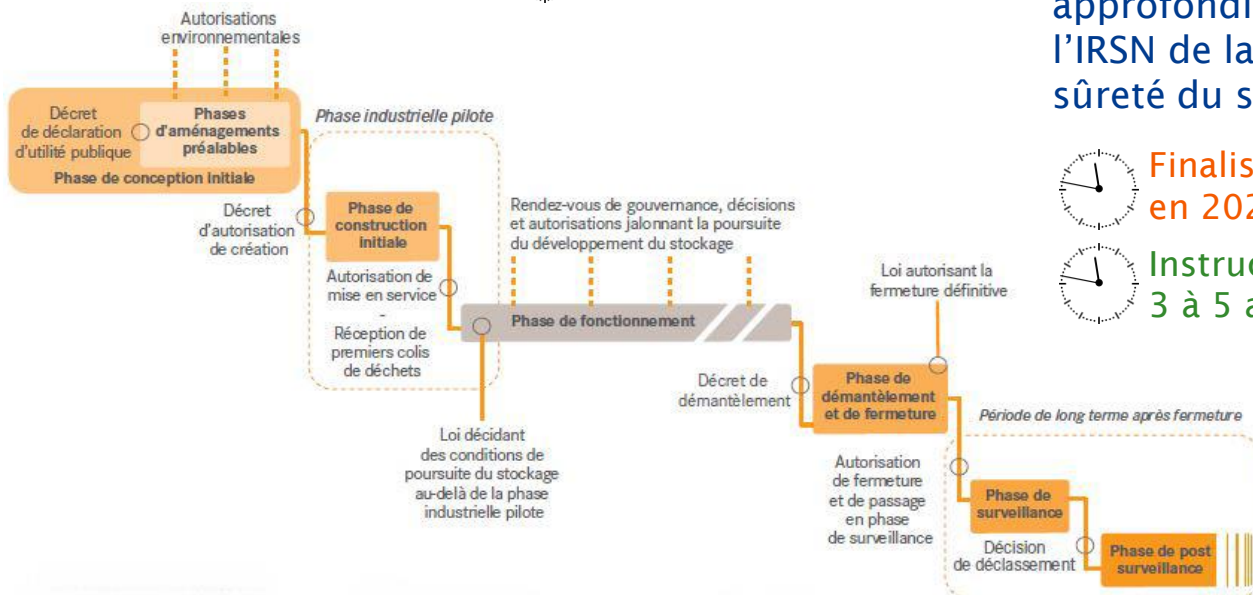 Autorisations
environnementales
Décret
de déclaration
d'utilité publique
Phases
d'aménagements
préalables
Phase de conception initiale
Phase industrielle pilote
Décret
d'autorisation
de création
Phase de
construction
initiale
Autorisation de
mise en service
-
Réception de
premiers colis
de déchets
Rendez-vous de gouvernance, décisions
et autorisations jalonnant la poursuite
du développement du stockage
Phase de fonctionnement
Loi décidant
des conditions de
poursuite du stockage
au-delà de la phase
industrielle pilote
Décret de
démantèlement
Loi autorisant la
fermeture définitive
Phase de
démantèlement
et de fermeture
Autorisation
de fermeture
et de passage
en phase
de surveillance
Période de long terme après fermeture
Phase de
surveillance
Décision
de déclassement
Phase de post
surveillance
l'IRSN de la
sûreté du
en
3 à 5